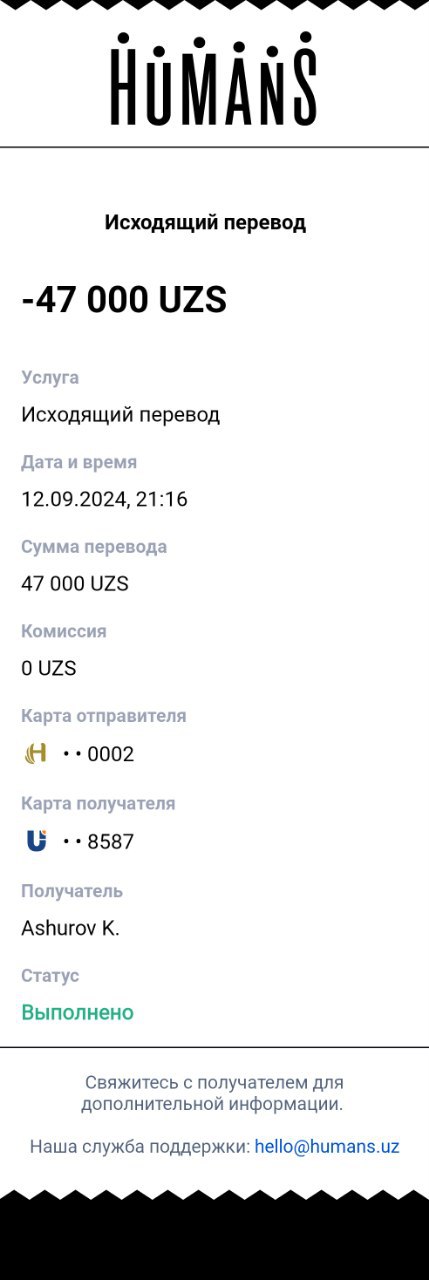 HUMANS
Исходящий перевод
-47 000 UZS
Услуга
Исходящий перевод
Дата и время
12.09.2024, 21:16
Сумма перевода
47 000 UZS
Комиссия
0 UZS
Карта отправителя
• • 0002
Карта получателя
• • 8587
Получатель
Ashurov K.
Статус
Выполнено
Свяжитесь с получателем для
дополнительной информации.
Наша служба поддержки: hello@humans.uz